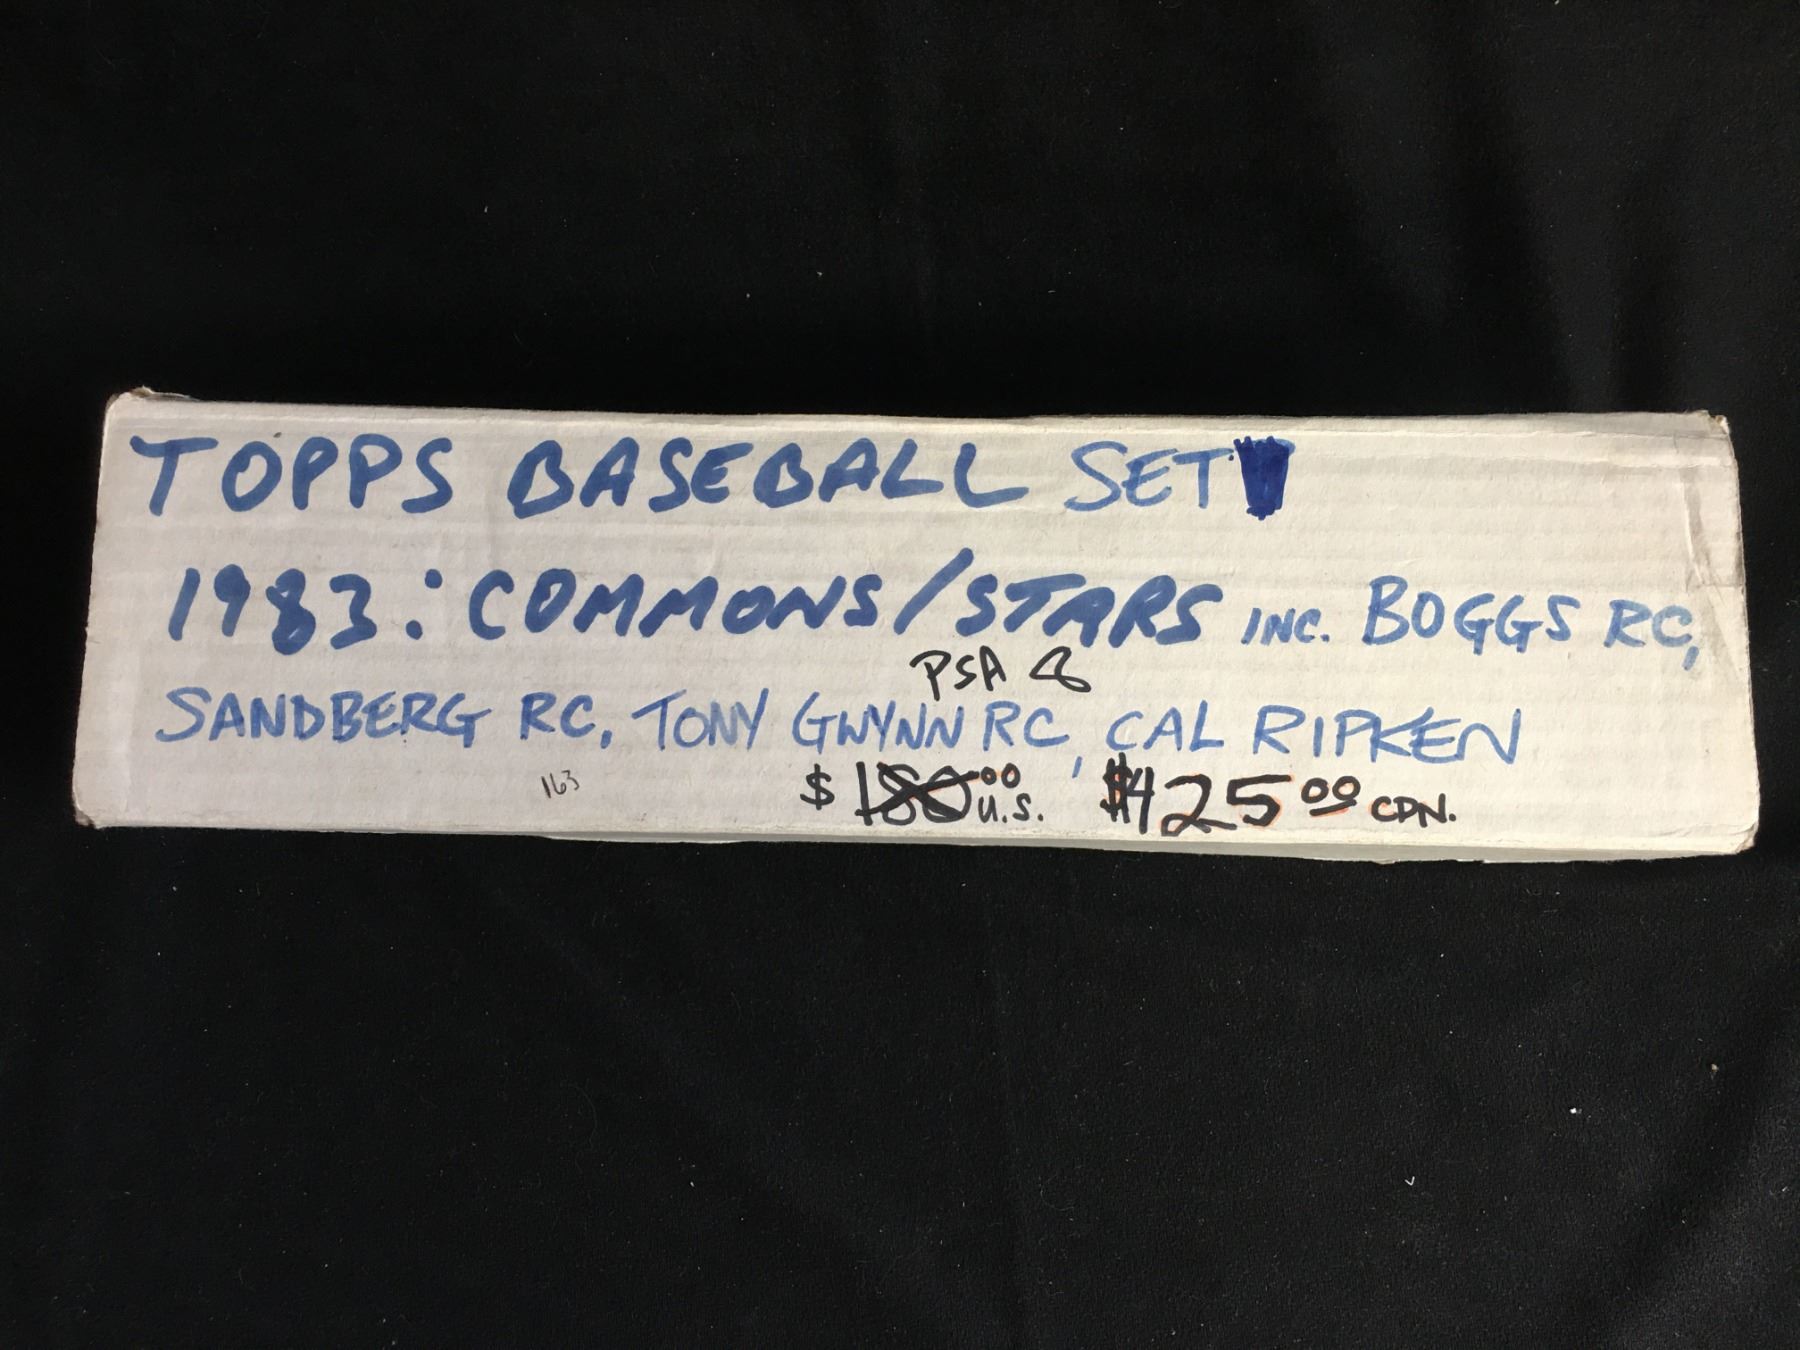 TOPPS BASEBALL SET
1983: COMMONS/STARS INC. BOGGS RC,
PSA 8
SANDBERG RC, TONY GWYNN RC, CAL RIPKEN
163 $ 180.00 U.S. $425.00 CDN.